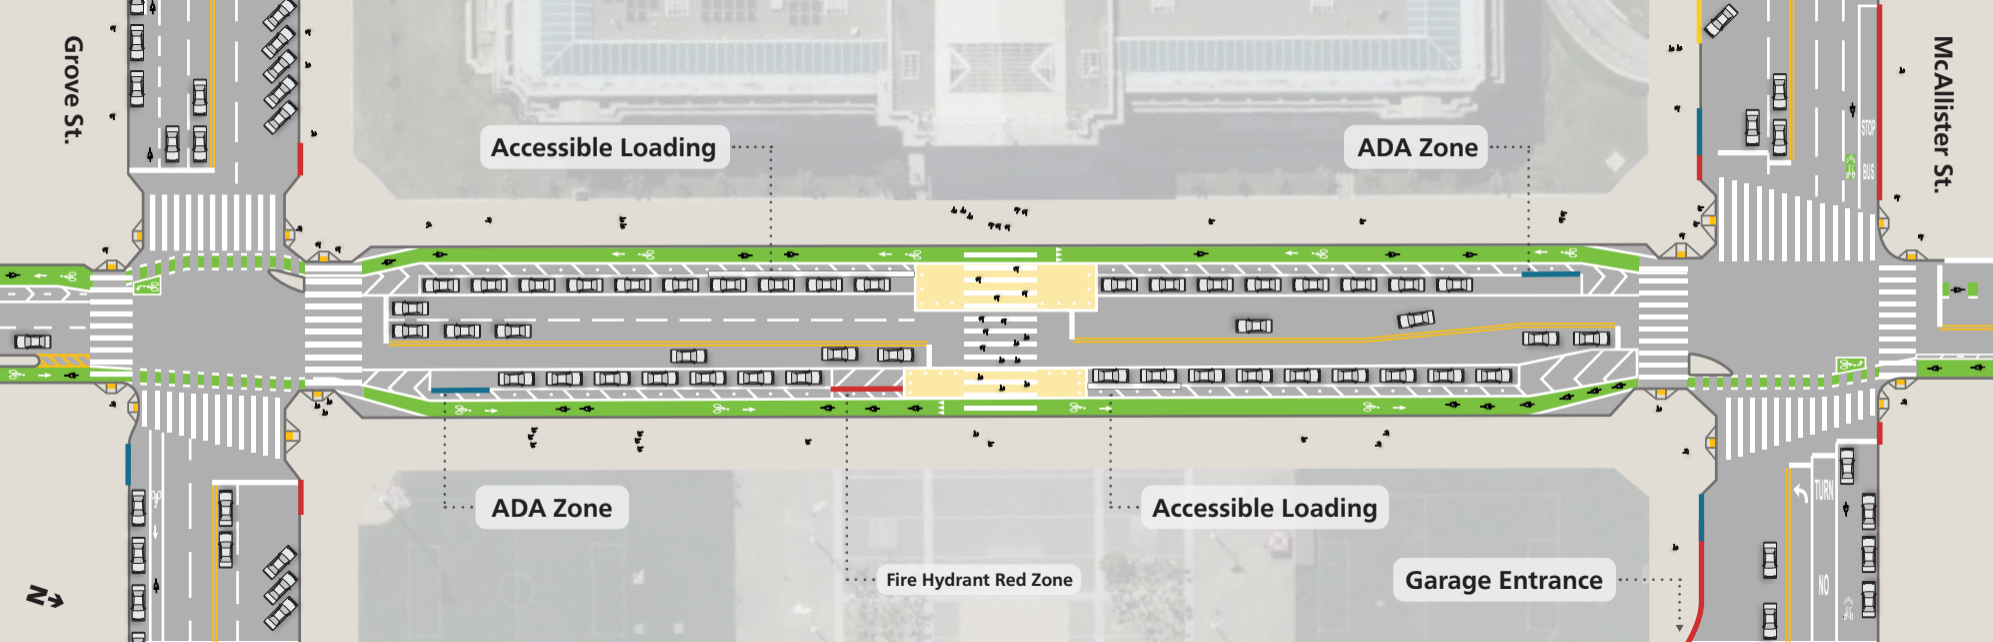 Grove St.
McAllister St.
Accessible Loading
ADA Zone
STOP
BUS
ADA Zone
Accessible Loading
Fire Hydrant Red Zone
Garage Entrance
TURN
NO
N